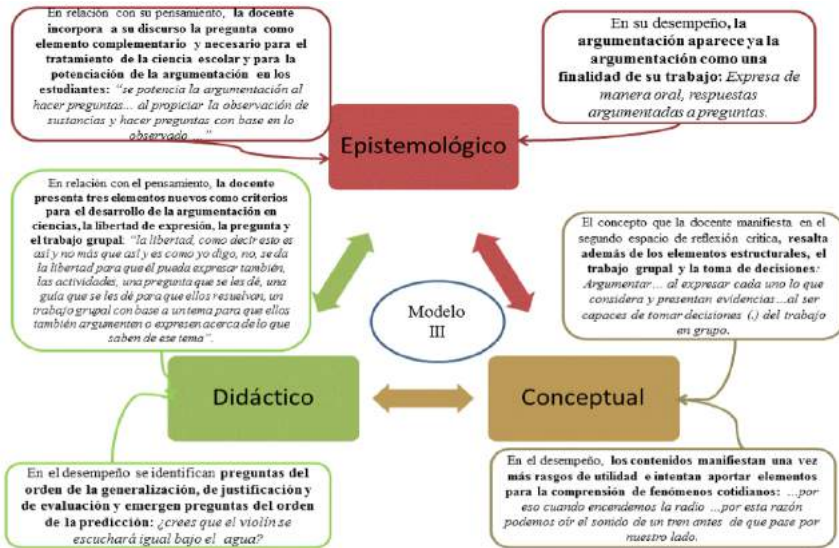 En relación con su pensamiento, la docente
incorpora a su discurso la pregunta como
elemento complementario y necesario para el
tratamiento de la ciencia escolar y para la
potenciación de la argumentación en los
estudiantes: “se potencia la argumentación al
hacer preguntas... al propiciar la observación de
sustancias y hacer preguntas con base en lo
observado ...”
En su desempeño, la
argumentación aparece ya la
argumentación como una
finalidad de su trabajo: Expresa de
manera oral, respuestas
argumentadas a preguntas.
Epistemológico
En relación con el pensamiento, la docente
presenta tres elementos nuevos como criterios
para el desarrollo de la argumentación en
ciencias, la libertad de expresión, la pregunta y
el trabajo grupal: “la libertad, como decir esto es
así y no más que así y es como yo digo, no, se da la
libertad para que él pueda expresar también,
las actividades, una pregunta que se les dé, una
guía que se les dé para que ellos resuelvan, un
trabajo grupal con base a un tema para que ellos
también argumenten o expresen acerca de lo que
saben de ese tema”.
El concepto que la docente manifiesta en el
segundo espacio de reflexión crítica, resalta
además de los elementos estructurales, el
trabajo grupal y la toma de decisiones:
Argumentar... al expresar cada uno lo que
considera y presentan evidencias...al ser
capaces de tomar decisiones (.) del trabajo
en grupo.
Modelo
III
Didáctico
Conceptual
En el desempeño se identifican preguntas del
orden de la generalización, de justificación y
de evaluación y emergen preguntas del orden
de la predicción: ¿crees que el violín se
escuchará igual bajo el agua?
En el desempeño, los contenidos manifiestan una vez
más rasgos de utilidad e intentan aportar elementos
para la comprensión de fenómenos cotidianos: ...por
eso cuando encendemos la radio ...por esta razón
podemos oír el sonido de un tren antes de que pase por
nuestro lado.